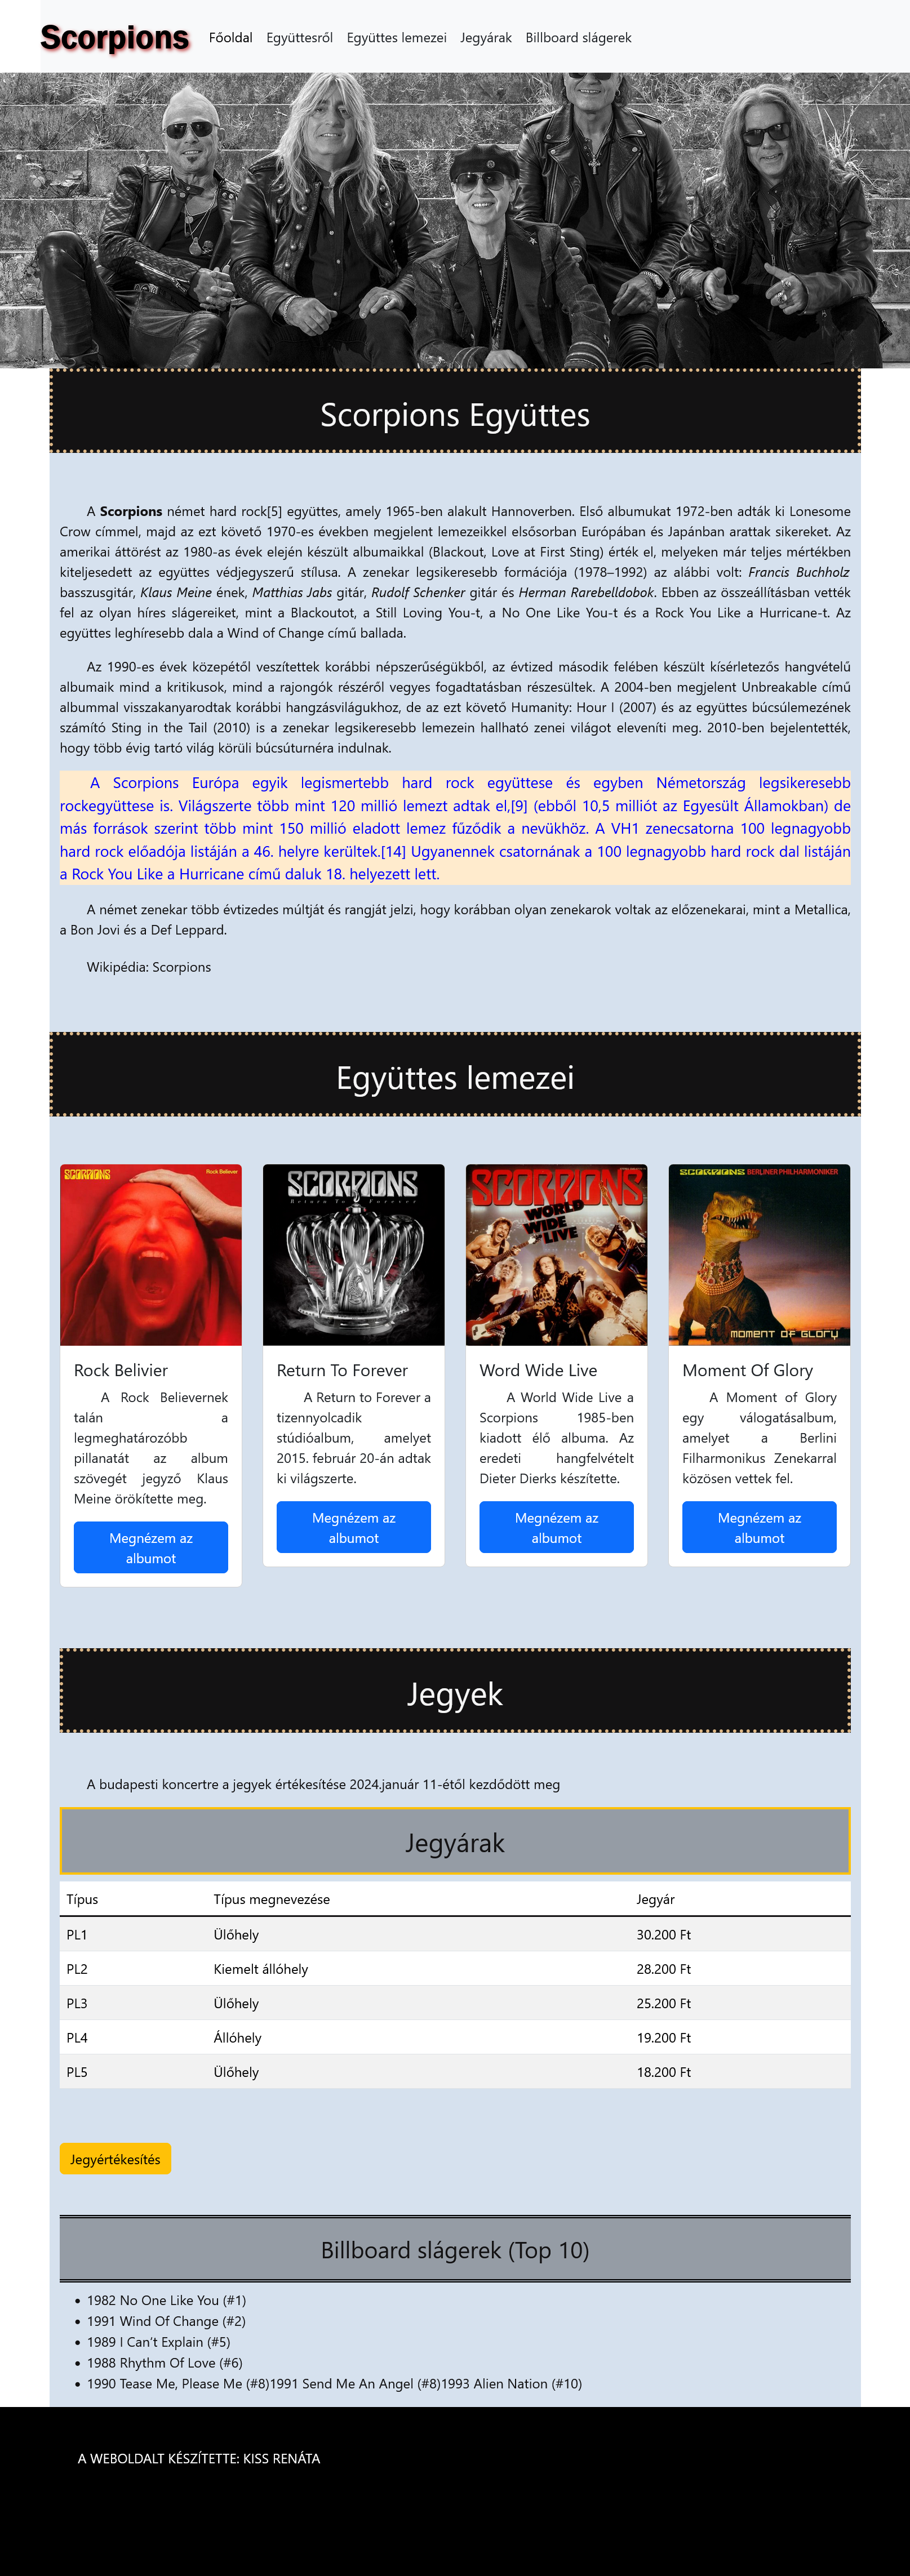 Scorpions Főoldal Együttesről Együttes lemezei Jegyárak Billboard slágerek
Scorpions Együttes
A Scorpions német hard rock[5] együttes, amely 1965-ben alakult Hannoverben. Első albumukat 1972-ben adták ki Lonesome
Crow címmel, majd az ezt követő 1970-es években megjelent lemezeikkel elsősorban Európában és Japánban arattak sikereket. Az
amerikai áttörést az 1980-as évek elején készült albumaikkal (Blackout, Love at First Sting) érték el, melyeken már teljes mértékben
kiteljesedett az együttes védjegyszerű stílusa. A zenekar legsikeresebb formációja (1978–1992) az alábbi volt: Francis Buchholz
basszusgitár, Klaus Meine ének, Matthias Jabs gitár, Rudolf Schenker gitár és Herman Rarebelldobok. Ebben az összeállításban vették
fel az olyan híres slágereiket, mint a Blackoutot, a Still Loving You-t, a No One Like You-t és a Rock You Like a Hurricane-t. Az
együttes leghíresebb dala a Wind of Change című ballada.
Az 1990-es évek közepétől veszítettek korábbi népszerűségükből, az évtized második felében készült kísérletezős hangvételű
albumaik mind a kritikusok, mind a rajongók részéről vegyes fogadtatásban részesültek. A 2004-ben megjelent Unbreakable című
albummal visszakanyarodtak korábbi hangzásvilágukhoz, de az ezt követő Humanity: Hour I (2007) és az együttes búcsúlemezének
számító Sting in the Tail (2010) is a zenekar legsikeresebb lemezein hallható zenei világot eleveníti meg. 2010-ben bejelentették,
hogy több évig tartó világ körüli búcsúturnéra indulnak.
A Scorpions Európa egyik legismertebb hard rock együttese és egyben Németország legsikeresebb
rockegyüttese is. Világszerte több mint 120 millió lemezt adtak el,[9] (ebből 10,5 milliót az Egyesült Államokban) de
más források szerint több mint 150 millió eladott lemez fűződik a nevükhöz. A VH1 zenecsatorna 100 legnagyobb
hard rock előadója listáján a 46. helyre kerültek.[14] Ugyanennek csatornának a 100 legnagyobb hard rock dal listáján
a Rock You Like a Hurricane című daluk 18. helyezett lett.
A német zenekar több évtizedes múltját és rangját jelzi, hogy korábban olyan zenekarok voltak az előzenekarai, mint a Metallica,
a Bon Jovi és a Def Leppard.
Wikipédia: Scorpions
Együttes lemezei
SCORPIONS Rock Believer
Rock Belivier
A Rock Believernek
talán a
legmeghatározóbb
pillanatát az album
szövegét jegyző Klaus
Meine örökítette meg.
Megnézem az
albumot
SCORPIONS
Return To Forever
Return To Forever
A Return to Forever a
tizennyolcadik
stúdióalbum, amelyet
2015. február 20-án adtak
ki világszerte.
Megnézem az
albumot
SCORPIONS
WORLD
WIDE
LIVE
Word Wide Live
A World Wide Live a
Scorpions 1985-ben
kiadott élő albuma. Az
eredeti hangfelvételt
Dieter Dierks készítette.
Megnézem az
albumot
SCORPIONS BERLINER PHILHARMONIKER
MOMENT OF GLORY
Moment Of Glory
A Moment of Glory
egy válogatásalbum,
amelyet a Berlini
Filharmonikus Zenekarral
közösen vettek fel.
Megnézem az
albumot
Jegyek
A budapesti koncertre a jegyek értékesítése 2024.január 11-étől kezdődött meg
Jegyárak
Típus Típus megnevezése Jegyár
PL1 Ülőhely 30.200 Ft
PL2 Kiemelt állóhely 28.200 Ft
PL3 Ülőhely 25.200 Ft
PL4 Állóhely 19.200 Ft
PL5 Ülőhely 18.200 Ft
Jegyértékesítés
Billboard slágerek (Top 10)
• 1982 No One Like You (#1)
• 1991 Wind Of Change (#2)
• 1989 I Can't Explain (#5)
• 1988 Rhythm Of Love (#6)
• 1990 Tease Me, Please Me (#8)1991 Send Me An Angel (#8)1993 Alien Nation (#10)
A WEBOLDALT KÉSZÍTETTE: KISS RENÁTA